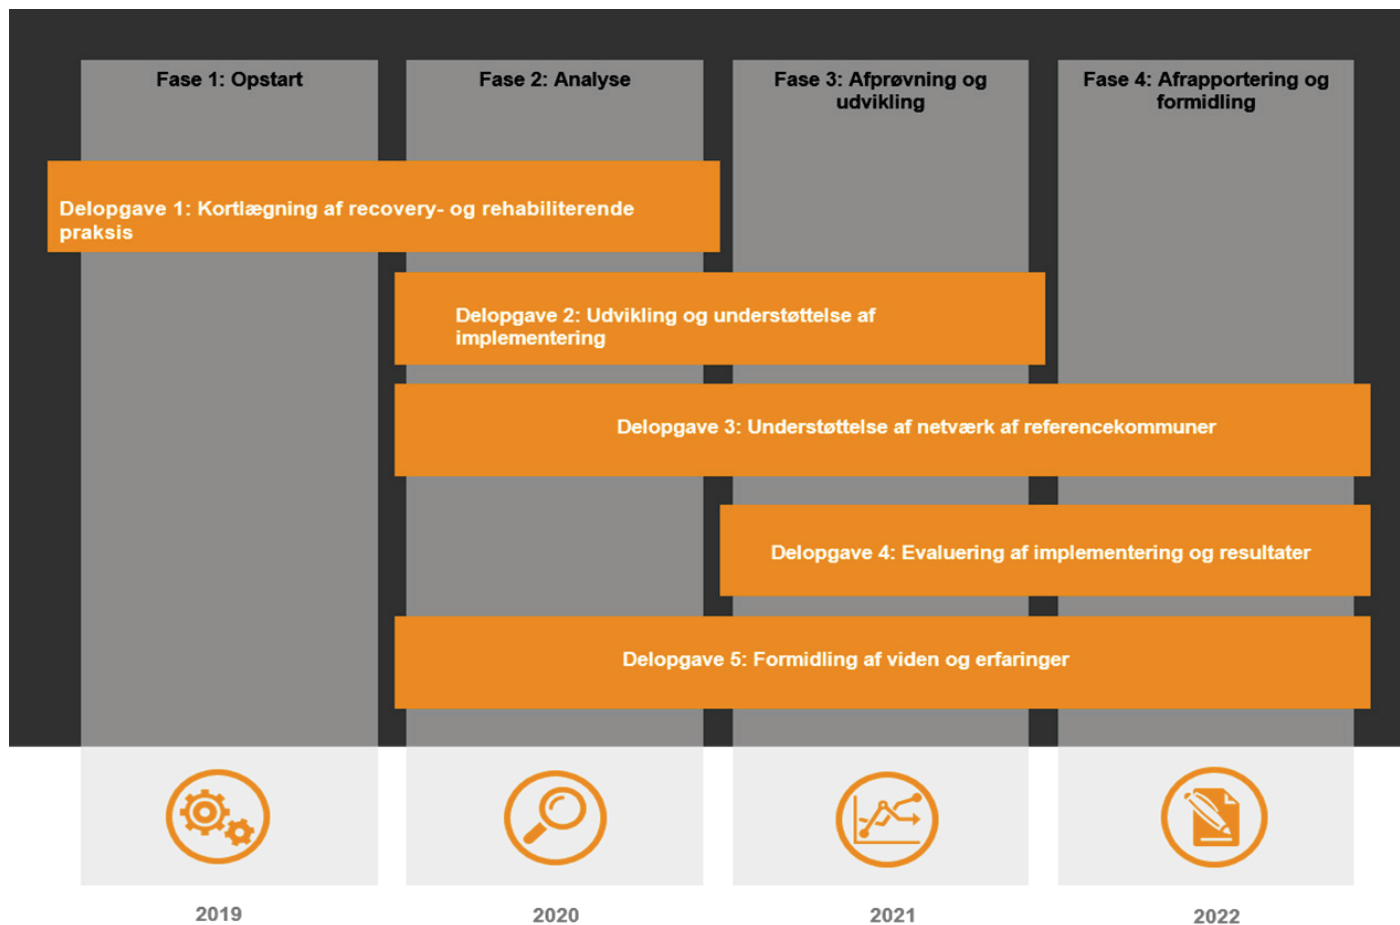 Fase 1: Opstart
Fase 2: Analyse
Fase 3: Afprøvning og
udvikling
Fase 4: Afrapportering og
formidling
Delopgave 1: Kortlægning af recovery- og rehabiliterende
praksis
Delopgave 2: Udvikling og understøttelse af
implementering
Delopgave 3: Understøttelse af netværk af referencekommuner
Delopgave 4: Evaluering af implementering og resultater
Delopgave 5: Formidling af viden og erfaringer
2019
2020
2021
2022